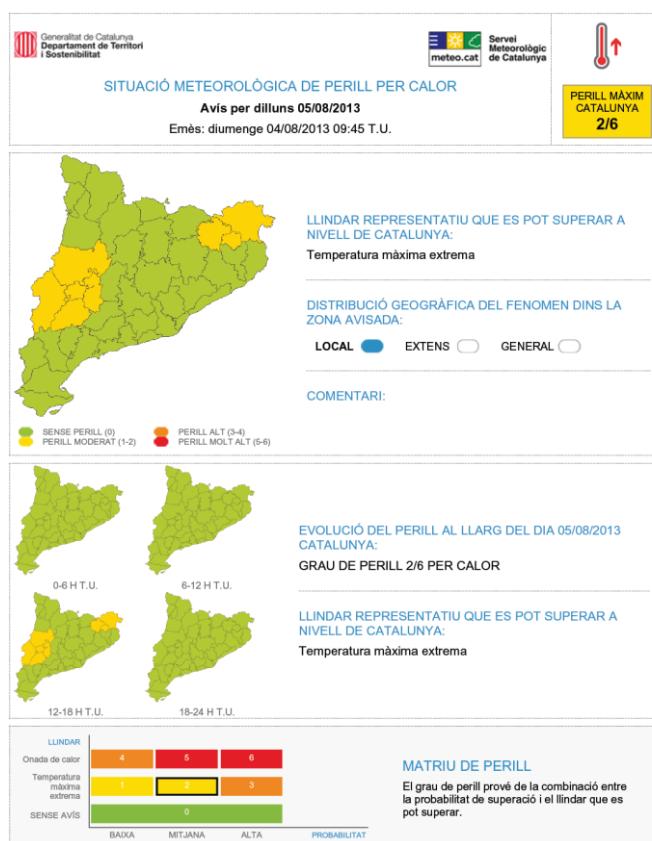 Generalitat de Catalunya
Departament de Territori
i Sostenibilitat
meteo.cat
Servei
Meteorològic
de Catalunya
SITUACIÓ METEOROLÒGICA DE PERILL PER CALOR
Avís per dilluns 05/08/2013
Emès: diumenge 04/08/2013 09:45 T.U.
PERILL MÀXIM
CATALUNYA
2/6
LLINDAR REPRESENTATIU QUE ES POT SUPERAR A
NIVELL DE CATALUNYA:
Temperatura màxima extrema
DISTRIBUCIÓ GEOGRÀFICA DEL FENOMEN DINS LA
ZONA AVISADA:
LOCAL EXTENS GENERAL
COMENTARI:
SENSE PERILL (0) PERILL ALT (3-4)
PERILL MODERAT (1-2) PERILL MOLT ALT (5-6)
0-6 H T.U. 6-12 H T.U.
12-18 H T.U. 18-24 H T.U.
EVOLUCIÓ DEL PERILL AL LLARG DEL DIA 05/08/2013
CATALUNYA:
GRAU DE PERILL 2/6 PER CALOR
LLINDAR REPRESENTATIU QUE ES POT SUPERAR A
NIVELL DE CATALUNYA:
Temperatura màxima extrema
LLINDAR
Onada de calor 4 5 6
Temperatura
màxima
extrema
1 2 3
SENSE AVÍS 0
BAIXA MITJANA ALTA PROBABILITAT
MATRIU DE PERILL
El grau de perill prové de la combinació entre
la probabilitat de superació i el llindar que es
pot superar.